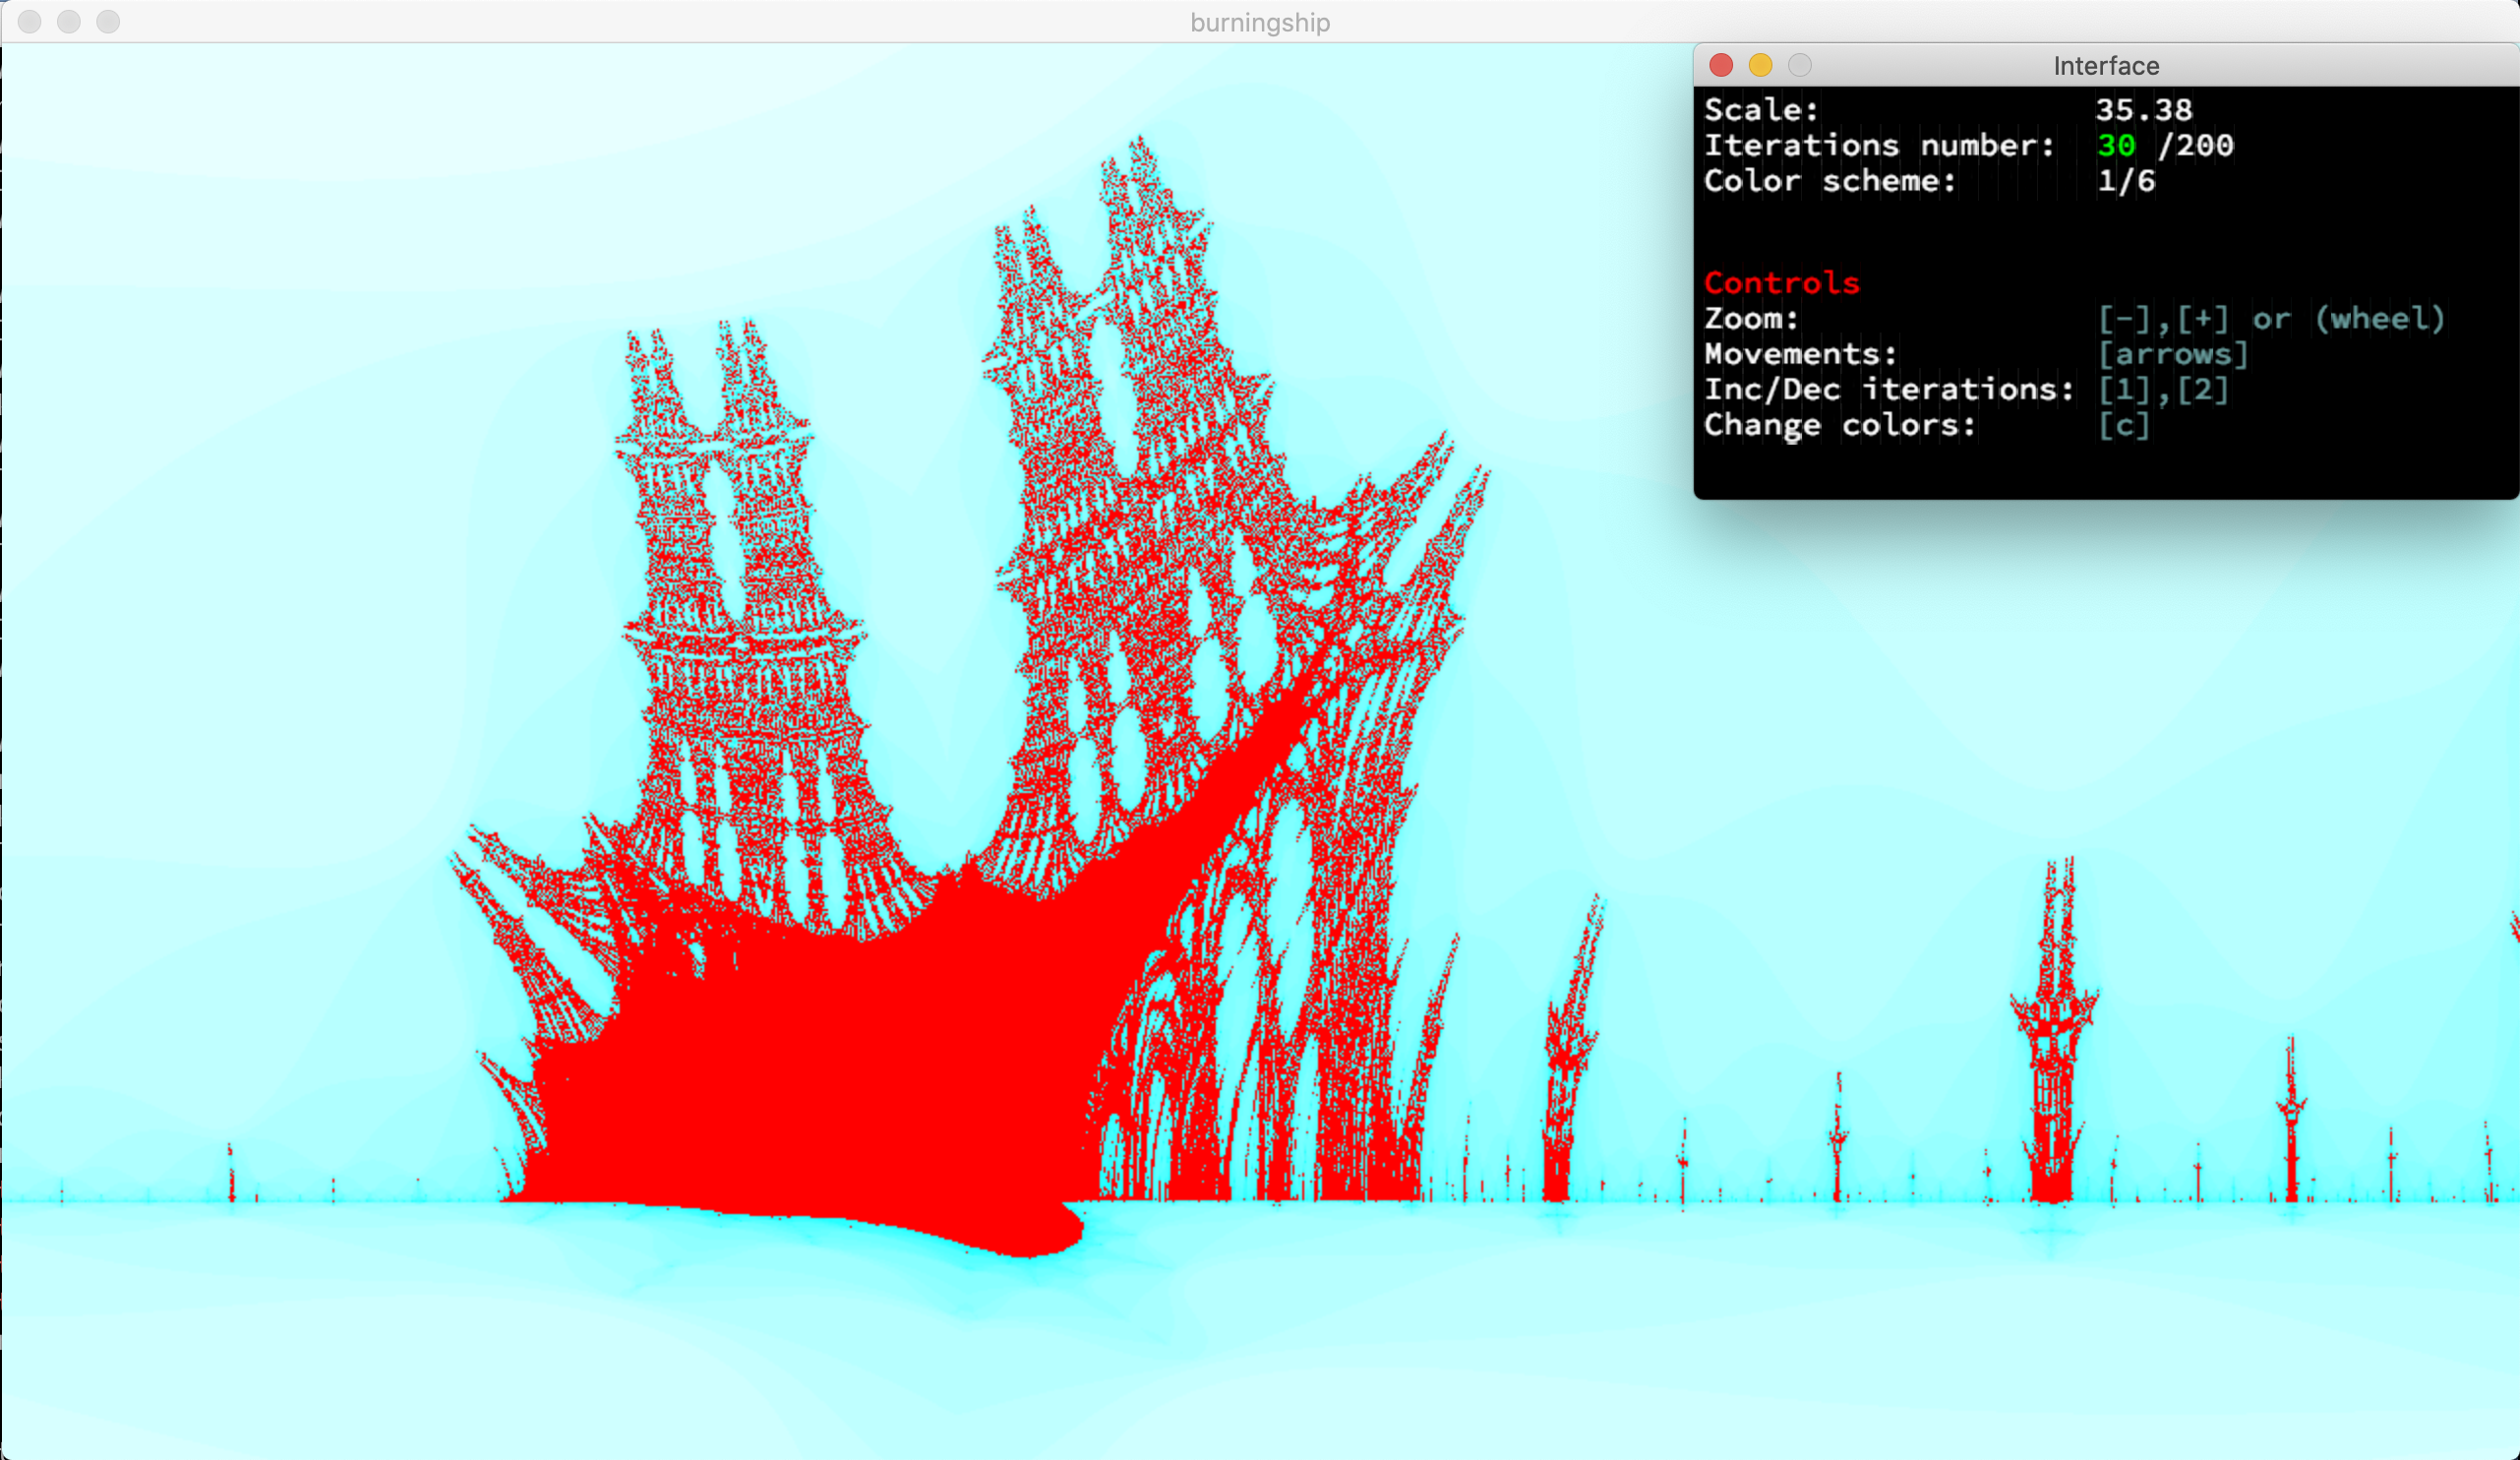 burningship
Interface
Scale: 35.38
Iterations number: 30 /200
Color scheme: 1/6
Controls
Zoom: [-],[+] or (wheel)
Movements: [arrows]
Inc/Dec iterations: [1],[2]
Change colors: [c]